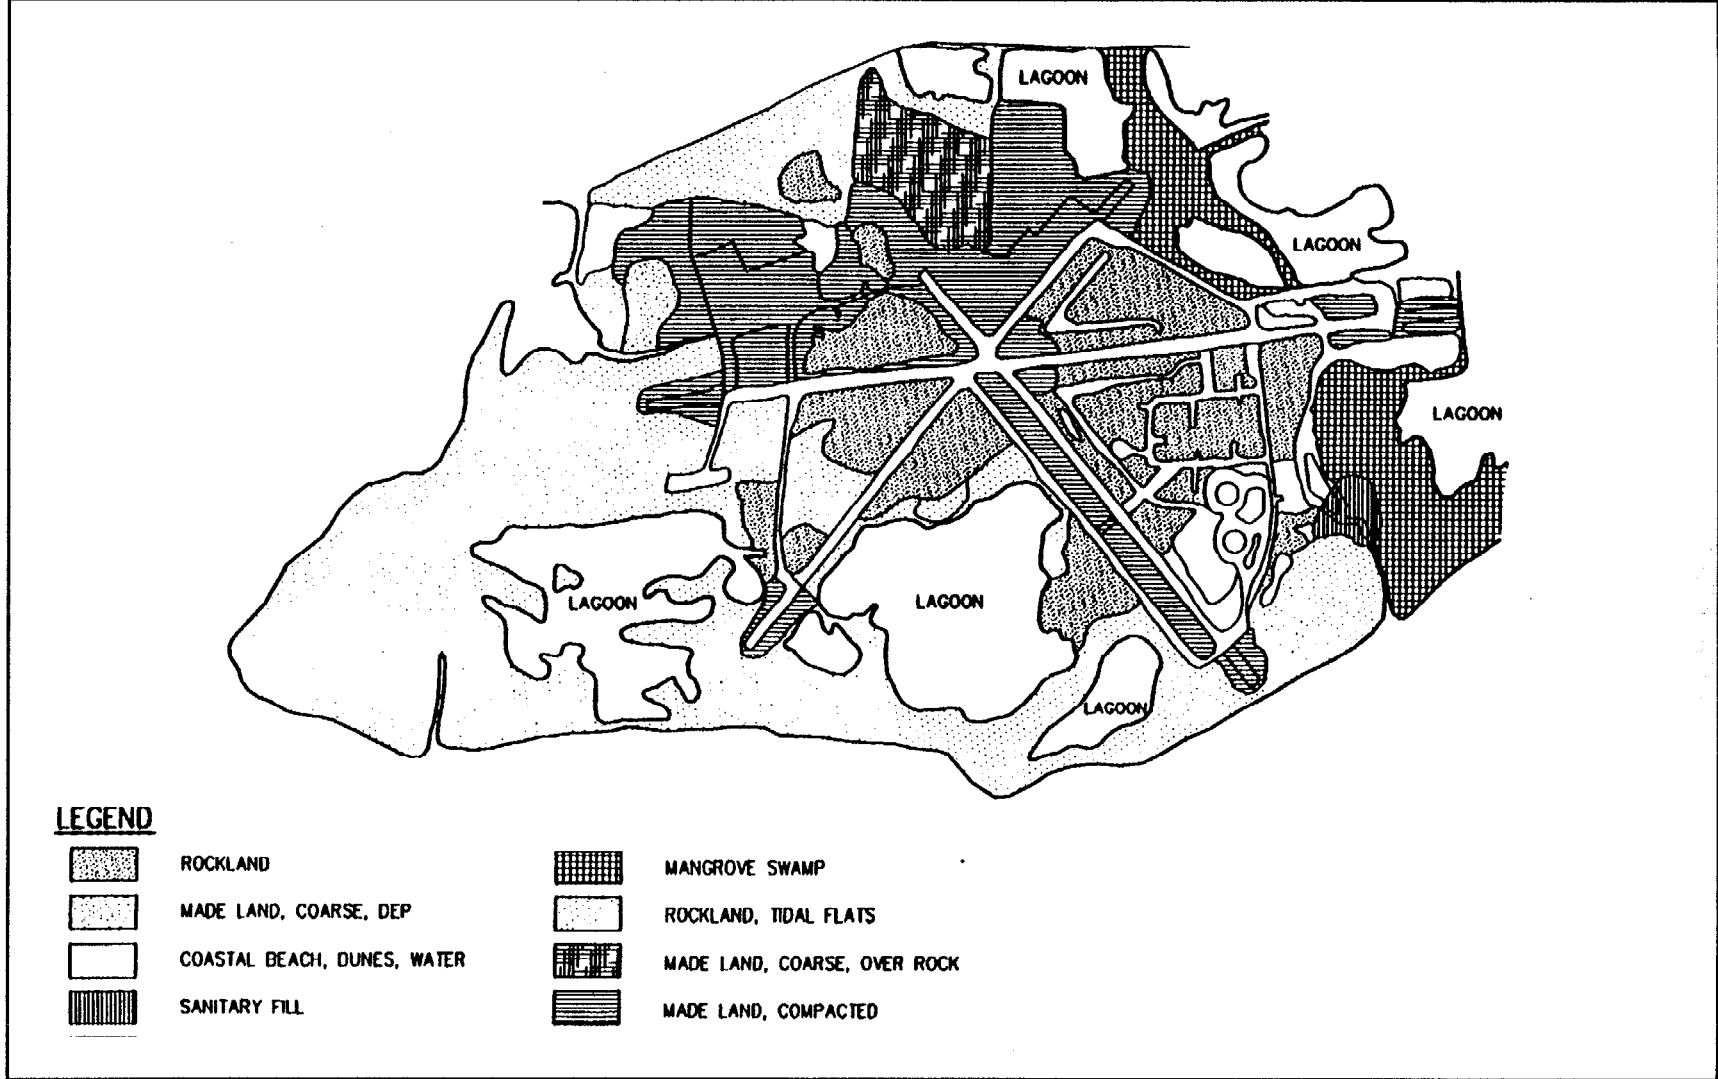 LAGOON
LAGOON
LAGOON
LAGOON
LAGOON
LAGOON
LEGEND
ROCKLAND
MADE LAND, COARSE, DEP
COASTAL BEACH, DUNES, WATER
SANITARY FILL
MANGROVE SWAMP
ROCKLAND, TIDAL FLATS
MADE LAND, COARSE, OVER ROCK
MADE LAND, COMPACTED